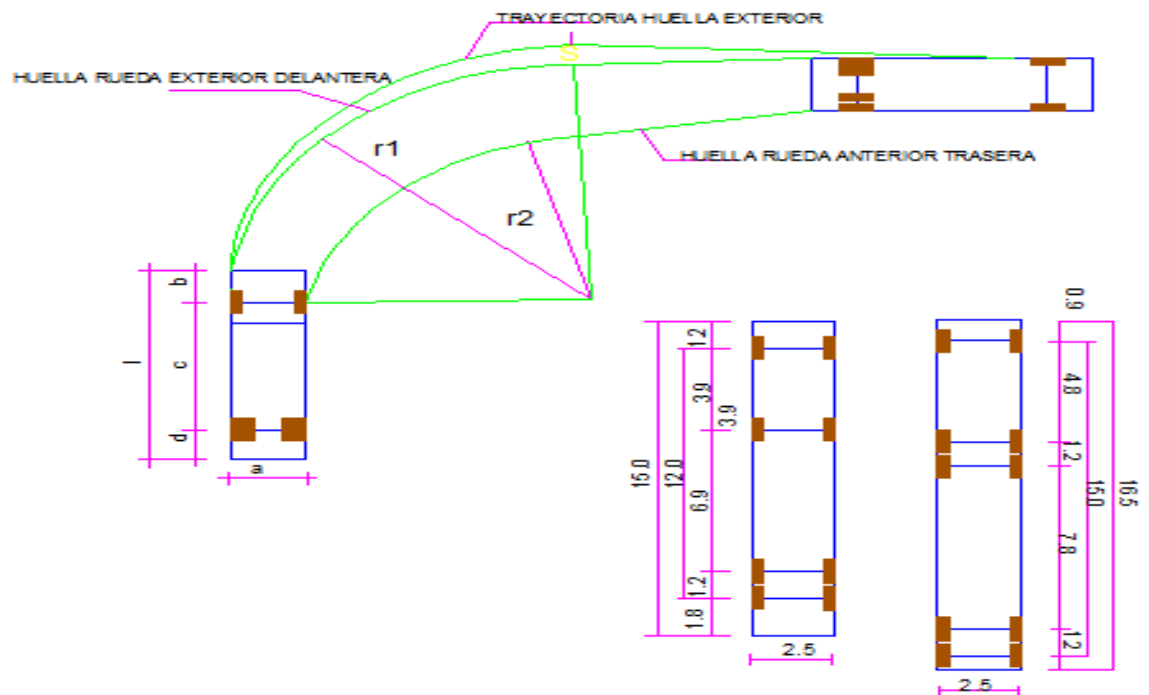 TRAYECTORIA HUELLA EXTERIOR
S
HUELLA RUEDA EXTERIOR DELANTERA
r1
HUELLA RUEDA ANTERIOR TRASERA
r2
b
c
l
d
a
0.9
1.2
3.9
3.9
15.0
12.0
6.9
1.2
1.8
2.5
4.8
1.2
15.0
16.5
7.8
1.2
2.5